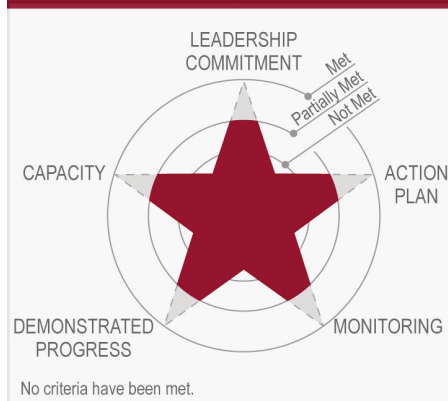 LEADERSHIP
COMMITMENT
Met
Partially Met
Not Met
CAPACITY
ACTION
PLAN
DEMONSTRATED
PROGRESS
MONITORING
No criteria have been met.